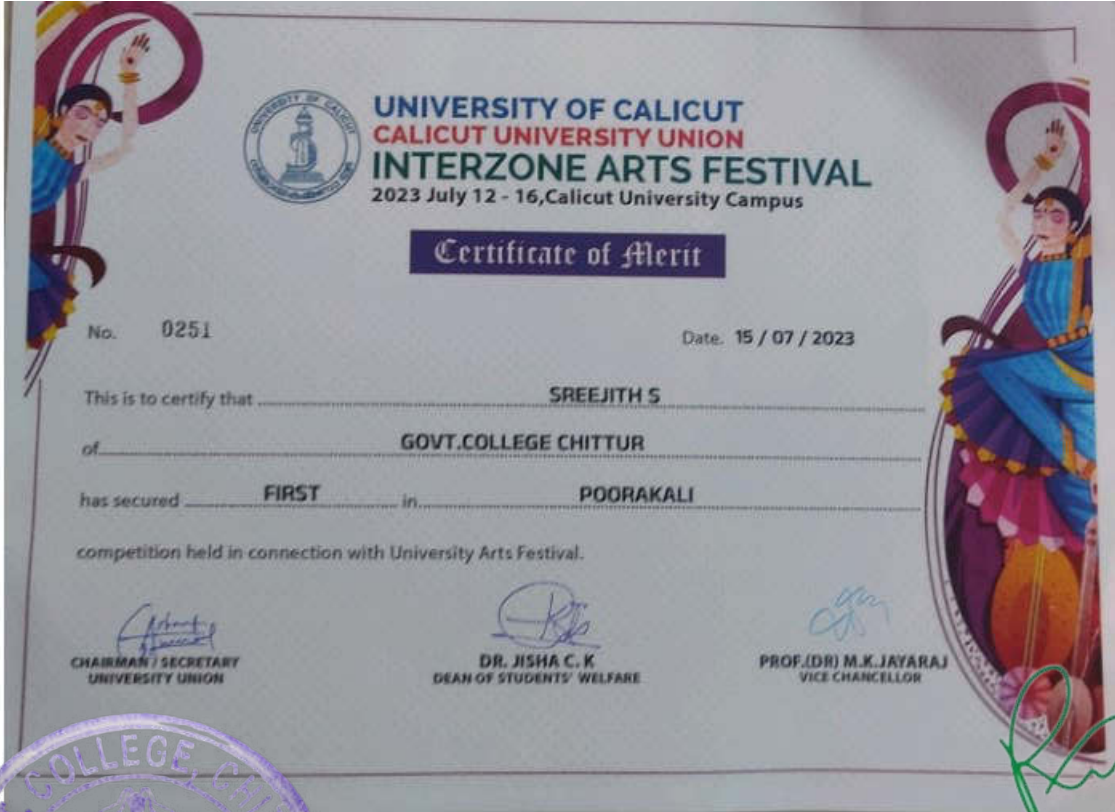 UNIVERSITY OF CALICUT
UNIVERSITY OF CALICUT
CALICUT UNIVERSITY UNION
INTERZONE ARTS FESTIVAL
2023 July 12 - 16,Calicut University Campus
Certificate of Merit
No. 0251 Date. 15 / 07 / 2023
This is to certify that SREEJITH S
of GOVT.COLLEGE CHITTUR
has secured FIRST in POORAKALI
competition held in connection with University Arts Festival.
CHAIRMAN / SECRETARY
UNIVERSITY UNION
DR. JISHA C. K
DEAN OF STUDENTS' WELFARE
PROF.(DR) M.K.JAYARAJ
VICE CHANCELLOR
COLLEGE,